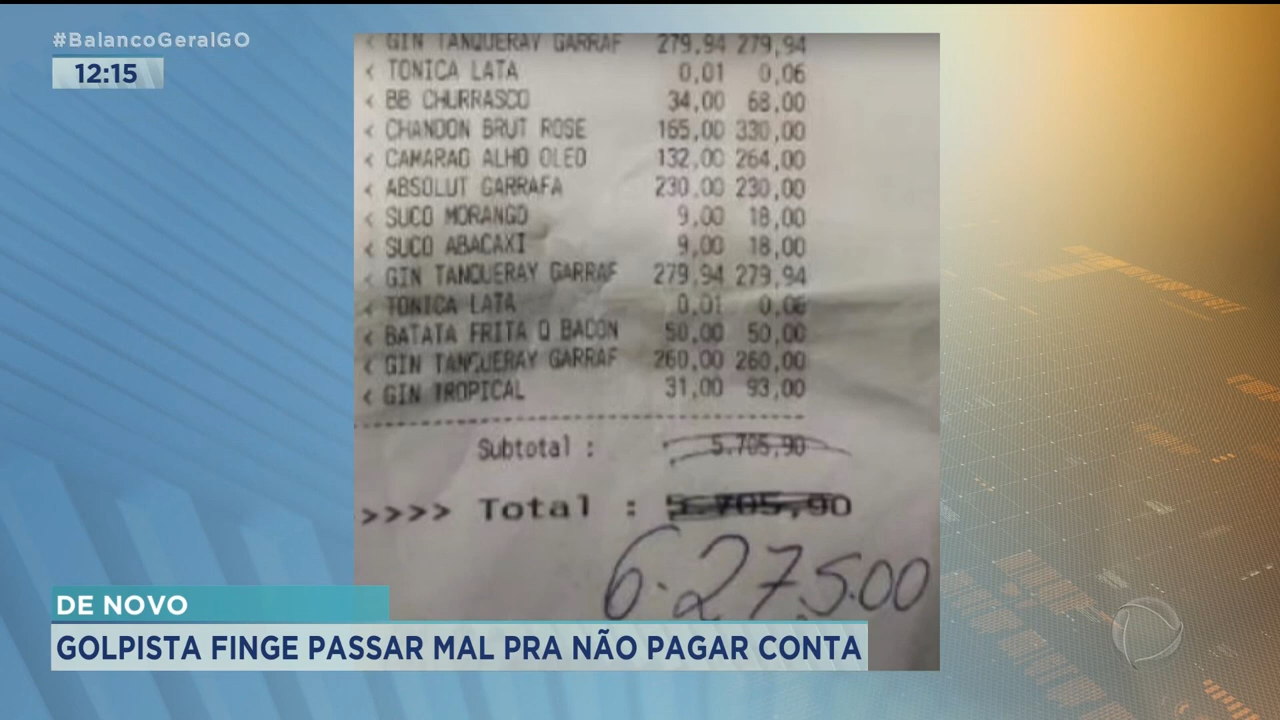 #BalancoGeralGO
12:15
< GIN TANQUERAY GARRAF 279,94 279,94
< TONICA LATA 0,01 0,06
< BB CHURRASCO 34,00 68,00
< CHANDON BRUT ROSE 165,00 330,00
< CAMARAO ALHO OLEO 132,00 264,00
< ABSOLUT GARRAFA 230,00 230,00
< SUCO MORANGO 9,00 18,00
< SUCO ABACAXI 9,00 18,00
< GIN TANQUERAY GARRAF 279,94 279,94
< TONICA LATA 0,01 0,06
< BATATA FRITA Q BACON 50,00 50,00
< GIN TANQUERAY GARRAF 260,00 260,00
< GIN TROPICAL 31,00 93,00
Subtotal : 5.705,90
>>>> Total : 5.705,90
6.275.00
DE NOVO
GOLPISTA FINGE PASSAR MAL PRA NÃO PAGAR CONTA